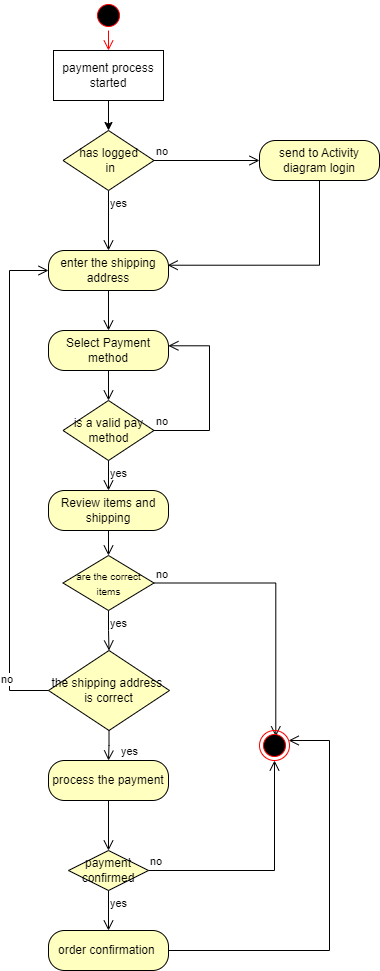 payment process
started
has logged
in
no
send to Activity
diagram login
yes
enter the shipping
address
Select Payment
method
is a valid pay
method
no
yes
Review items and
shipping
are the correct
items
no
yes
the shipping address
is correct
no
yes
process the payment
payment
confirmed
no
yes
order confirmation